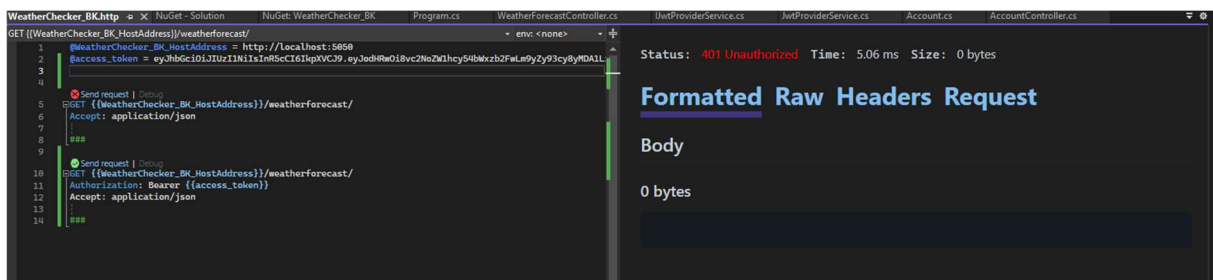 WeatherChecker_BK.http NuGet - Solution NuGet: WeatherChecker_BK Program.cs WeatherForecastController.cs IJwtProviderService.cs JwtProviderService.cs Account.cs AccountController.cs
GET {{WeatherChecker_BK_HostAddress}}/weatherforecast/ env: <none>
1 @WeatherChecker_BK_HostAddress = http://localhost:5050
2 @access_token =
3
4
Send request | Debug
5 GET {{WeatherChecker_BK_HostAddress}}/weatherforecast/
6 Accept: application/json
7
8 ###
9
Send request | Debug
10 GET {{WeatherChecker_BK_HostAddress}}/weatherforecast/
11 Authorization: Bearer {{access_token}}
12 Accept: application/json
13
14 ###
Status: 401 Unauthorized Time: 5.06 ms Size: 0 bytes
Formatted Raw Headers Request
Body
0 bytes